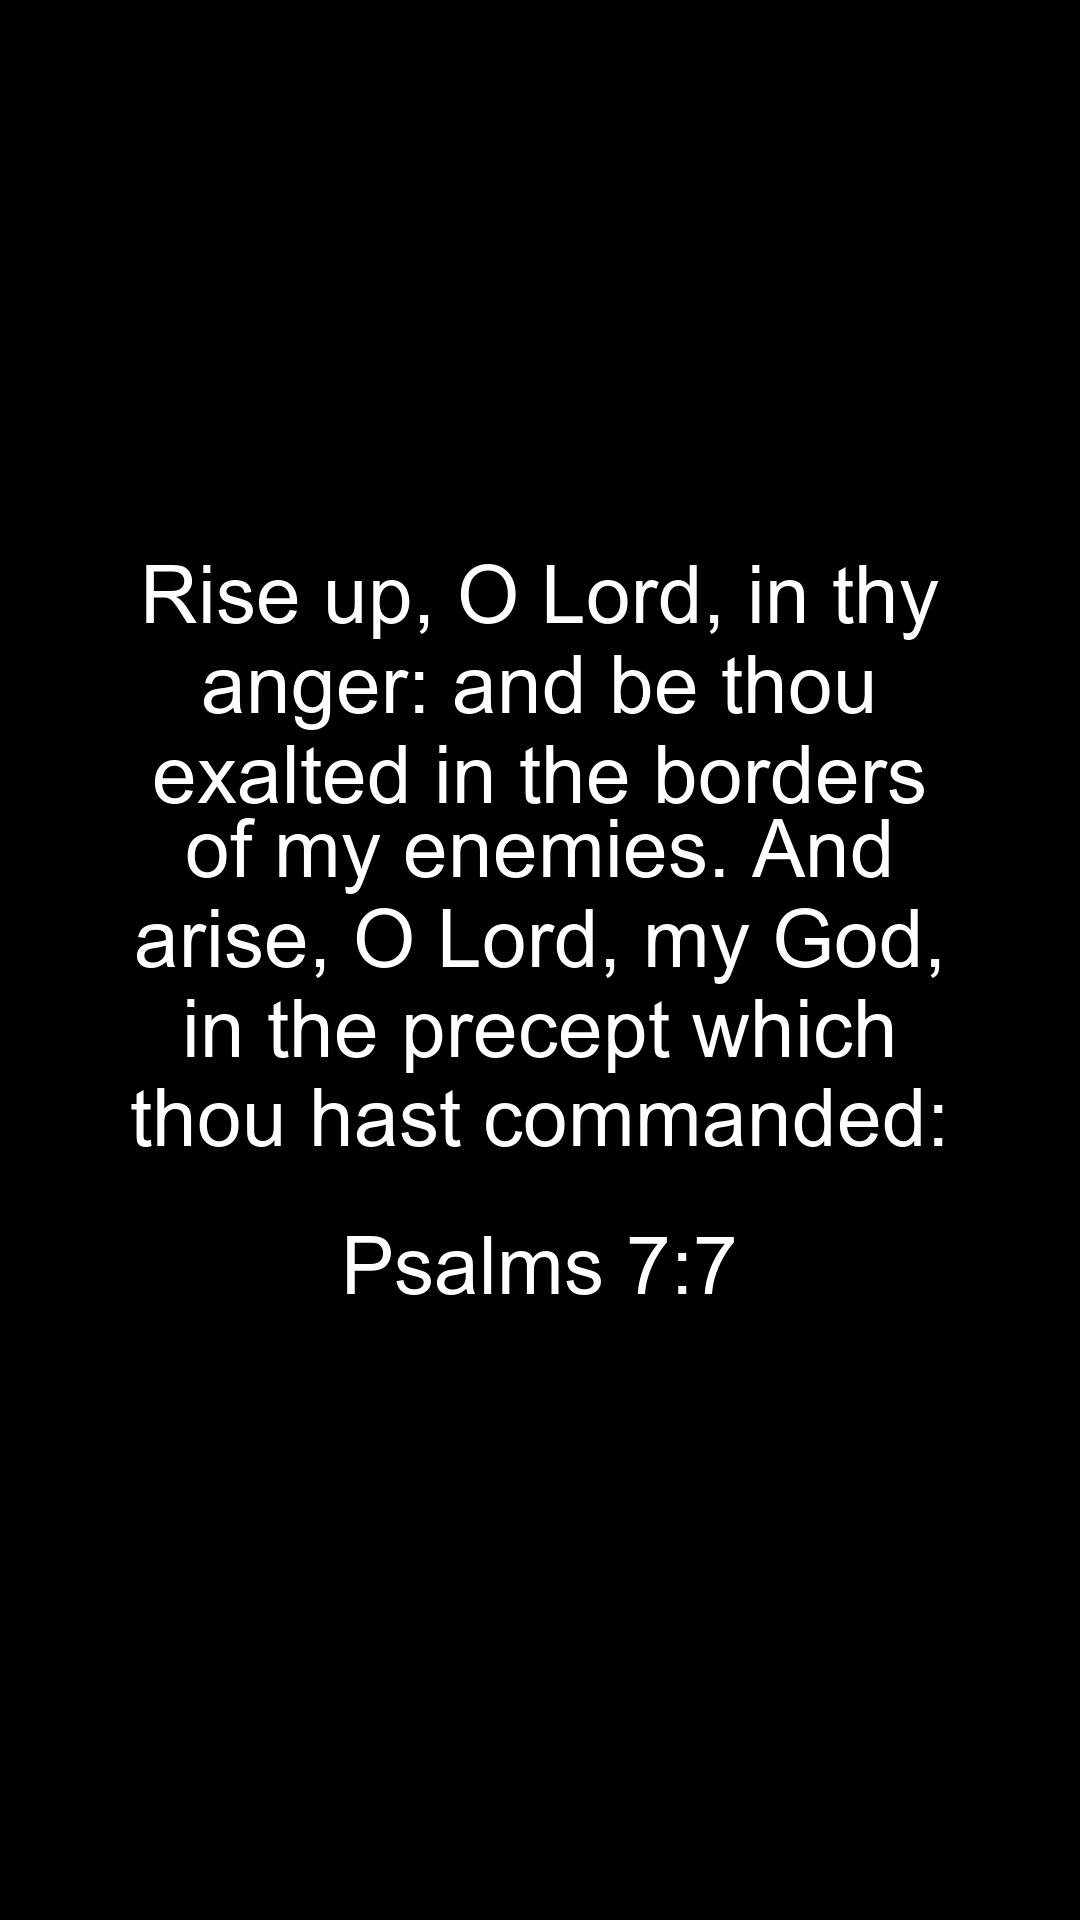 Rise up, O Lord, in thy
anger: and be thou
exalted in the borders
of my enemies. And
arise, O Lord, my God,
in the precept which
thou hast commanded:
Psalms 7:7